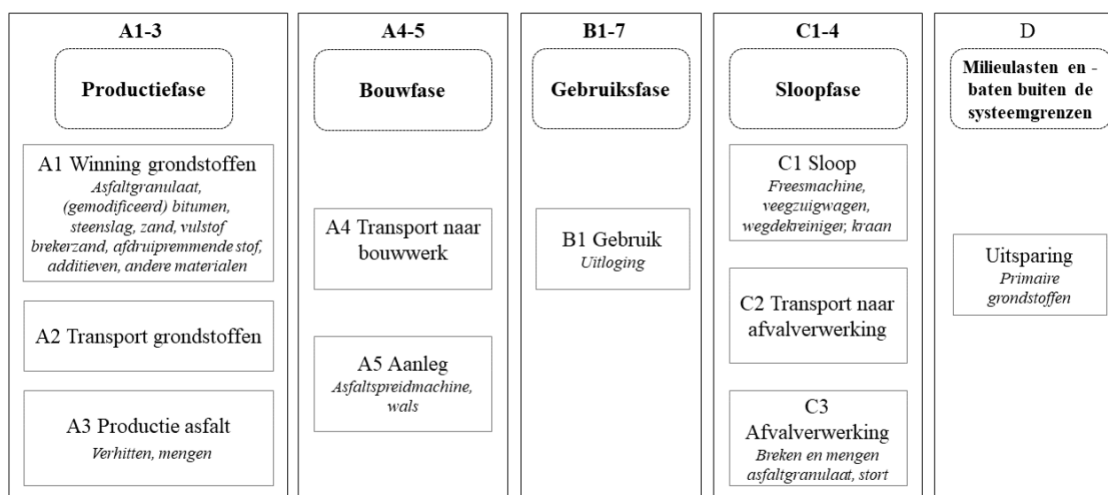 A1-3
Productiefase
A1 Winning grondstoffen
Asfaltgranulaat,
(gemodificeerd) bitumen,
steenslag, zand, vulstof
brekerzand, afdruipremmende stof,
additieven, andere materialen
A2 Transport grondstoffen
A3 Productie asfalt
Verhitten, mengen
A4-5
Bouwfase
A4 Transport naar
bouwwerk
A5 Aanleg
Asfaltspreidmachine,
wals
B1-7
Gebruiksfase
B1 Gebruik
Uitloging
C1-4
Sloopfase
C1 Sloop
Freesmachine,
veegzuigwagen,
wegdekreiniger, kraan
C2 Transport naar
afvalverwerking
C3
Afvalverwerking
Breken en mengen
asfaltgranulaat, stort
D
Milieulasten en -
baten buiten de
systeemgrenzen
Uitsparing
Primaire
grondstoffen